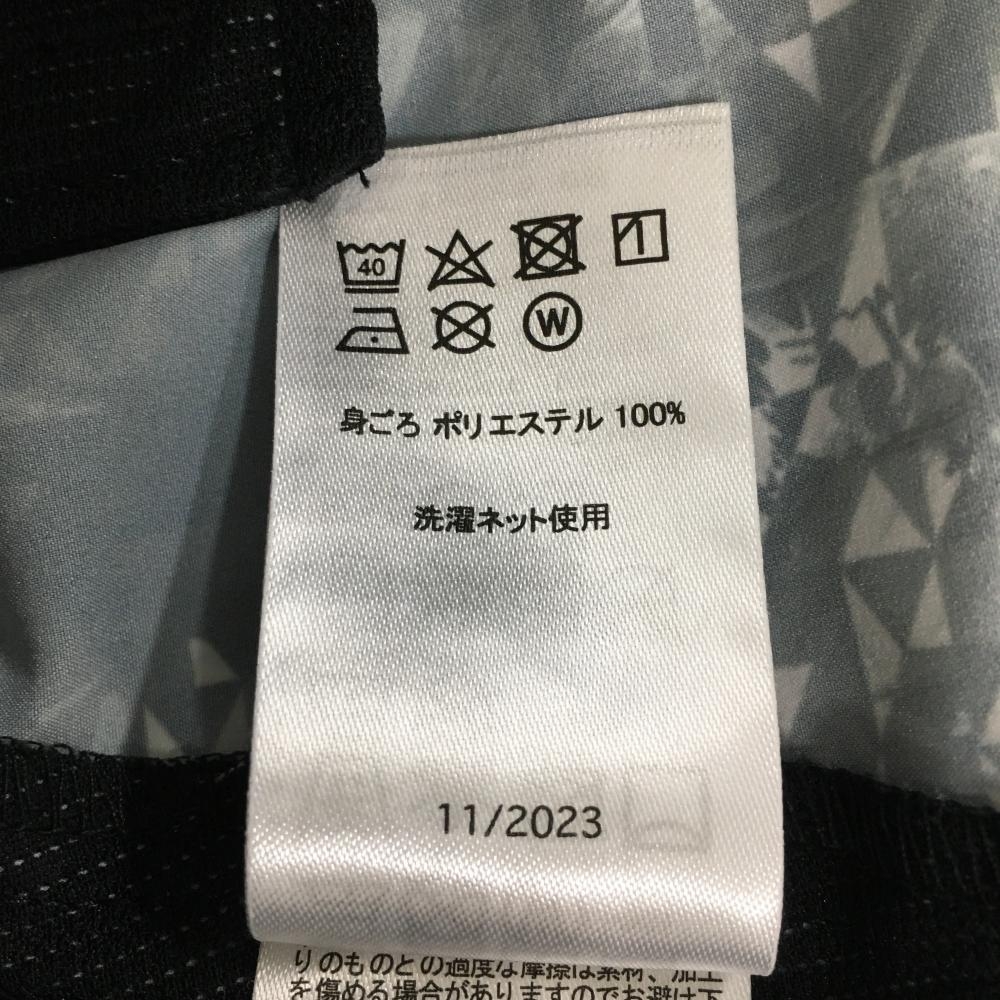 40
W
身ごろ ポリエステル 100%
洗濯ネット使用
11/2023
りのものとの過度な摩擦は素材、加工
を傷める場合がありますのでお避け下